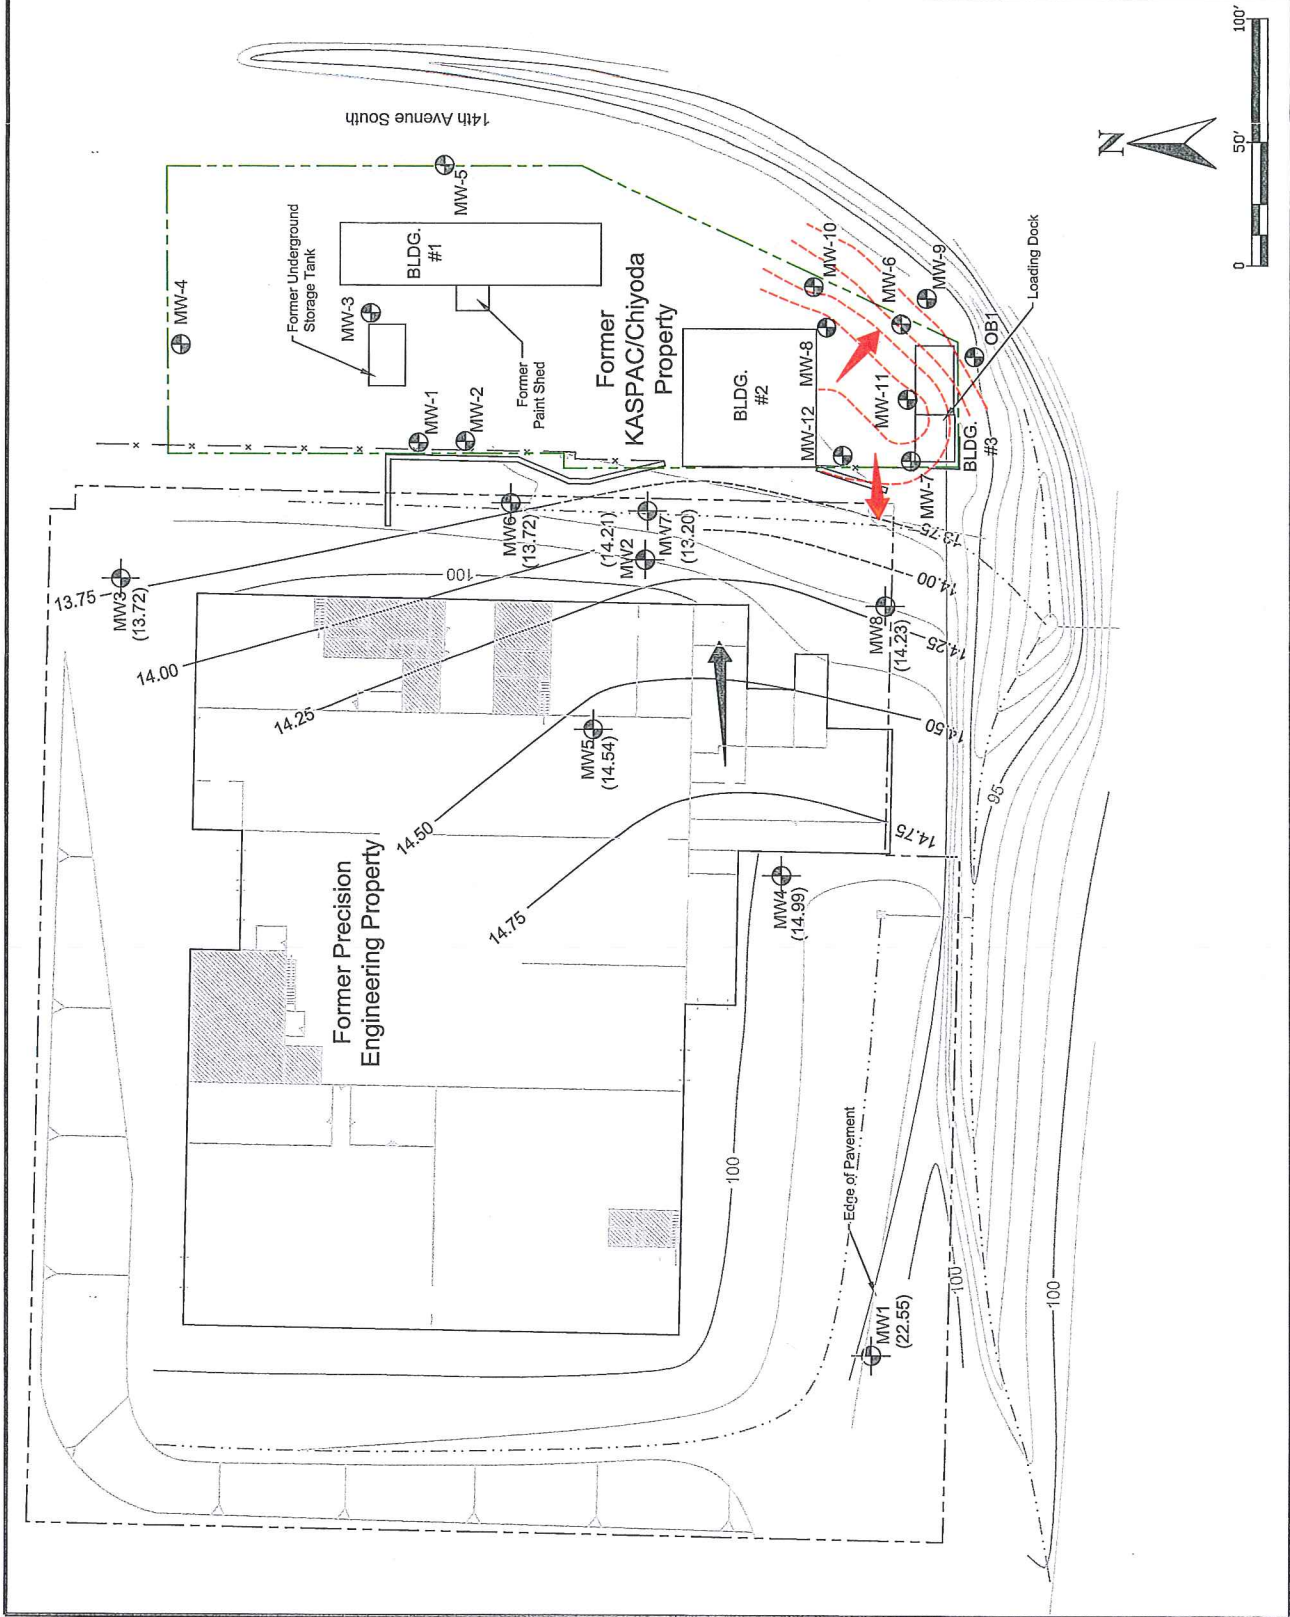 14th Avenue South
MW-4
MW-5
Former Underground
Storage Tank
BLDG.
#1
MW-3
Former
Paint Shed
MW-1
MW-2
Former
KASPAC/Chiyoda
Property
BLDG.
#2
MW-12
MW-8
MW-10
MW-6
MW-9
MW-11
MW-7
BLDG.
#3
OB1
Loading Dock
N
0
50'
100'
MW3
(13.72)
13.75
14.00
14.25
14.50
14.75
100
MW6
(13.72)
(14.21)
MW2
MW7
(13.20)
MW8
(14.23)
13.75
14.00
14.25
14.50
14.75
MW5
(14.54)
MW4
(14.99)
95
Former Precision
Engineering Property
100
Edge of Pavement
MW1
(22.55)
100
100